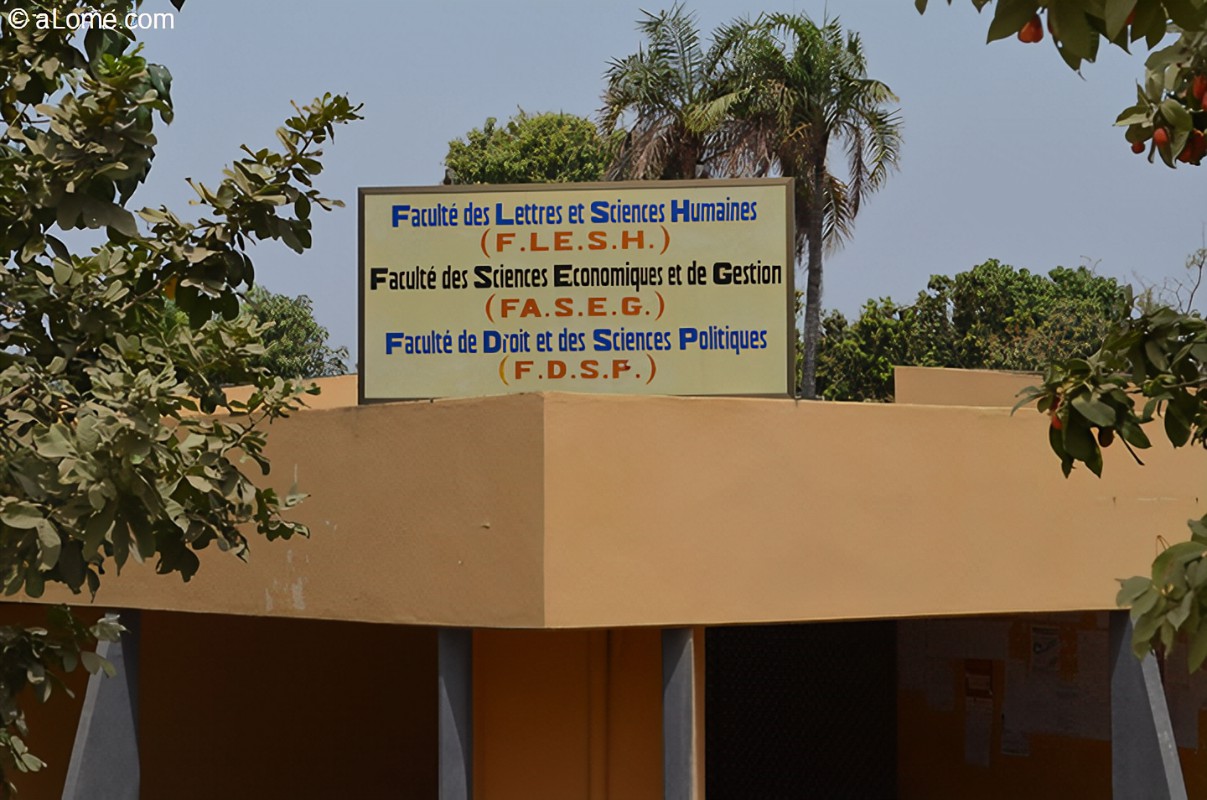 © aLomé.com
Faculté des Lettres et Sciences Humaines
(F.LE.S.H.)
Faculté des Sciences Economiques et de Gestion
(FA.S.E.G.)
Faculté de Droit et des Sciences Politiques
(F.D.S.P.)